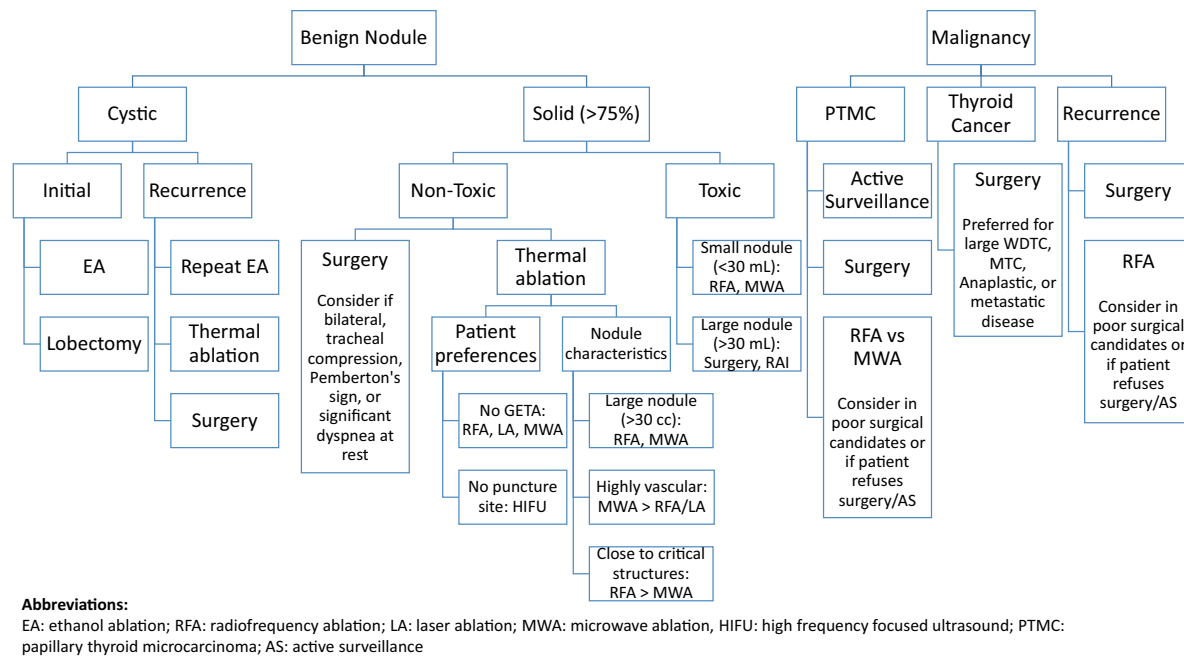 Benign Nodule
Cystic
Initial
EA
Lobectomy
Recurrence
Repeat EA
Thermal
ablation
Surgery
Solid (>75%)
Non-Toxic
Surgery
Consider if
bilateral,
tracheal
compression,
Pemberton's
sign, or
significant
dyspnea at
rest
Thermal
ablation
Patient
preferences
No GETA:
RFA, LA, MWA
No puncture
site: HIFU
Nodule
characteristics
Large nodule
(>30 cc):
RFA, MWA
Highly vascular:
MWA > RFA/LA
Close to critical
structures:
RFA > MWA
Toxic
Small nodule
(<30 mL):
RFA, MWA
Large nodule
(>30 mL):
Surgery, RAI
Malignancy
PTMC
Active
Surveillance
Surgery
RFA vs
MWA
Consider in
poor surgical
candidates or
if patient
refuses
surgery/AS
Thyroid
Cancer
Surgery
Preferred for
large WDTC,
MTC,
Anaplastic, or
metastatic
disease
Recurrence
Surgery
RFA
Consider in
poor surgical
candidates or
if patient
refuses
surgery/AS
Abbreviations:
EA: ethanol ablation; RFA: radiofrequency ablation; LA: laser ablation; MWA: microwave ablation, HIFU: high frequency focused ultrasound; PTMC:
papillary thyroid microcarcinoma; AS: active surveillance